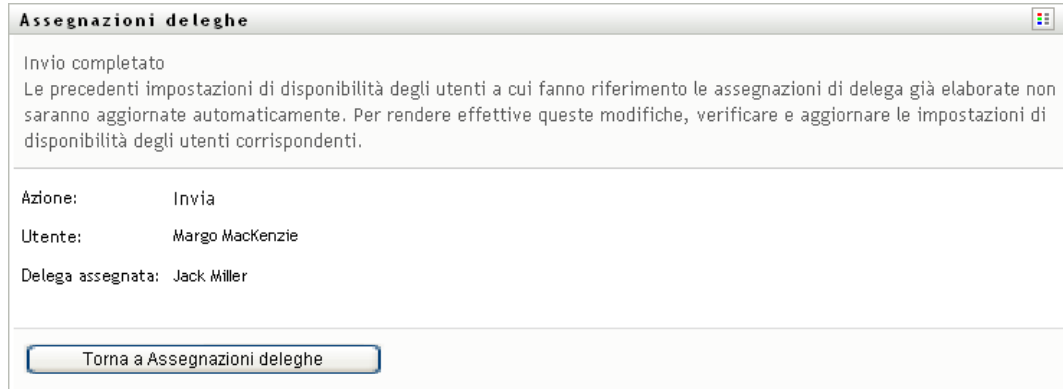 Assegnazioni deleghe
Invio completato
Le precedenti impostazioni di disponibilità degli utenti a cui fanno riferimento le assegnazioni di delega già elaborate non
saranno aggiornate automaticamente. Per rendere effettive queste modifiche, verificare e aggiornare le impostazioni di
disponibilità degli utenti corrispondenti.
Azione: Invia
Utente: Margo MacKenzie
Delega assegnata: Jack Miller
Torna a Assegnazioni deleghe